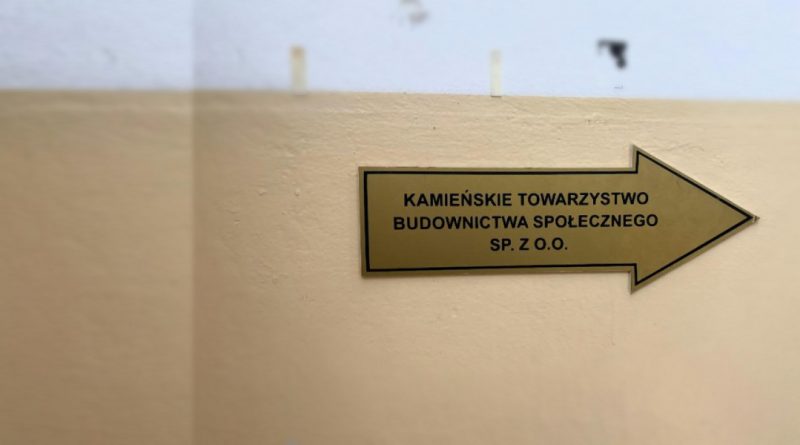 KAMIEŃSKIE TOWARZYSTWO
BUDOWNICTWA SPOŁECZNEGO
SP. Z O.O.